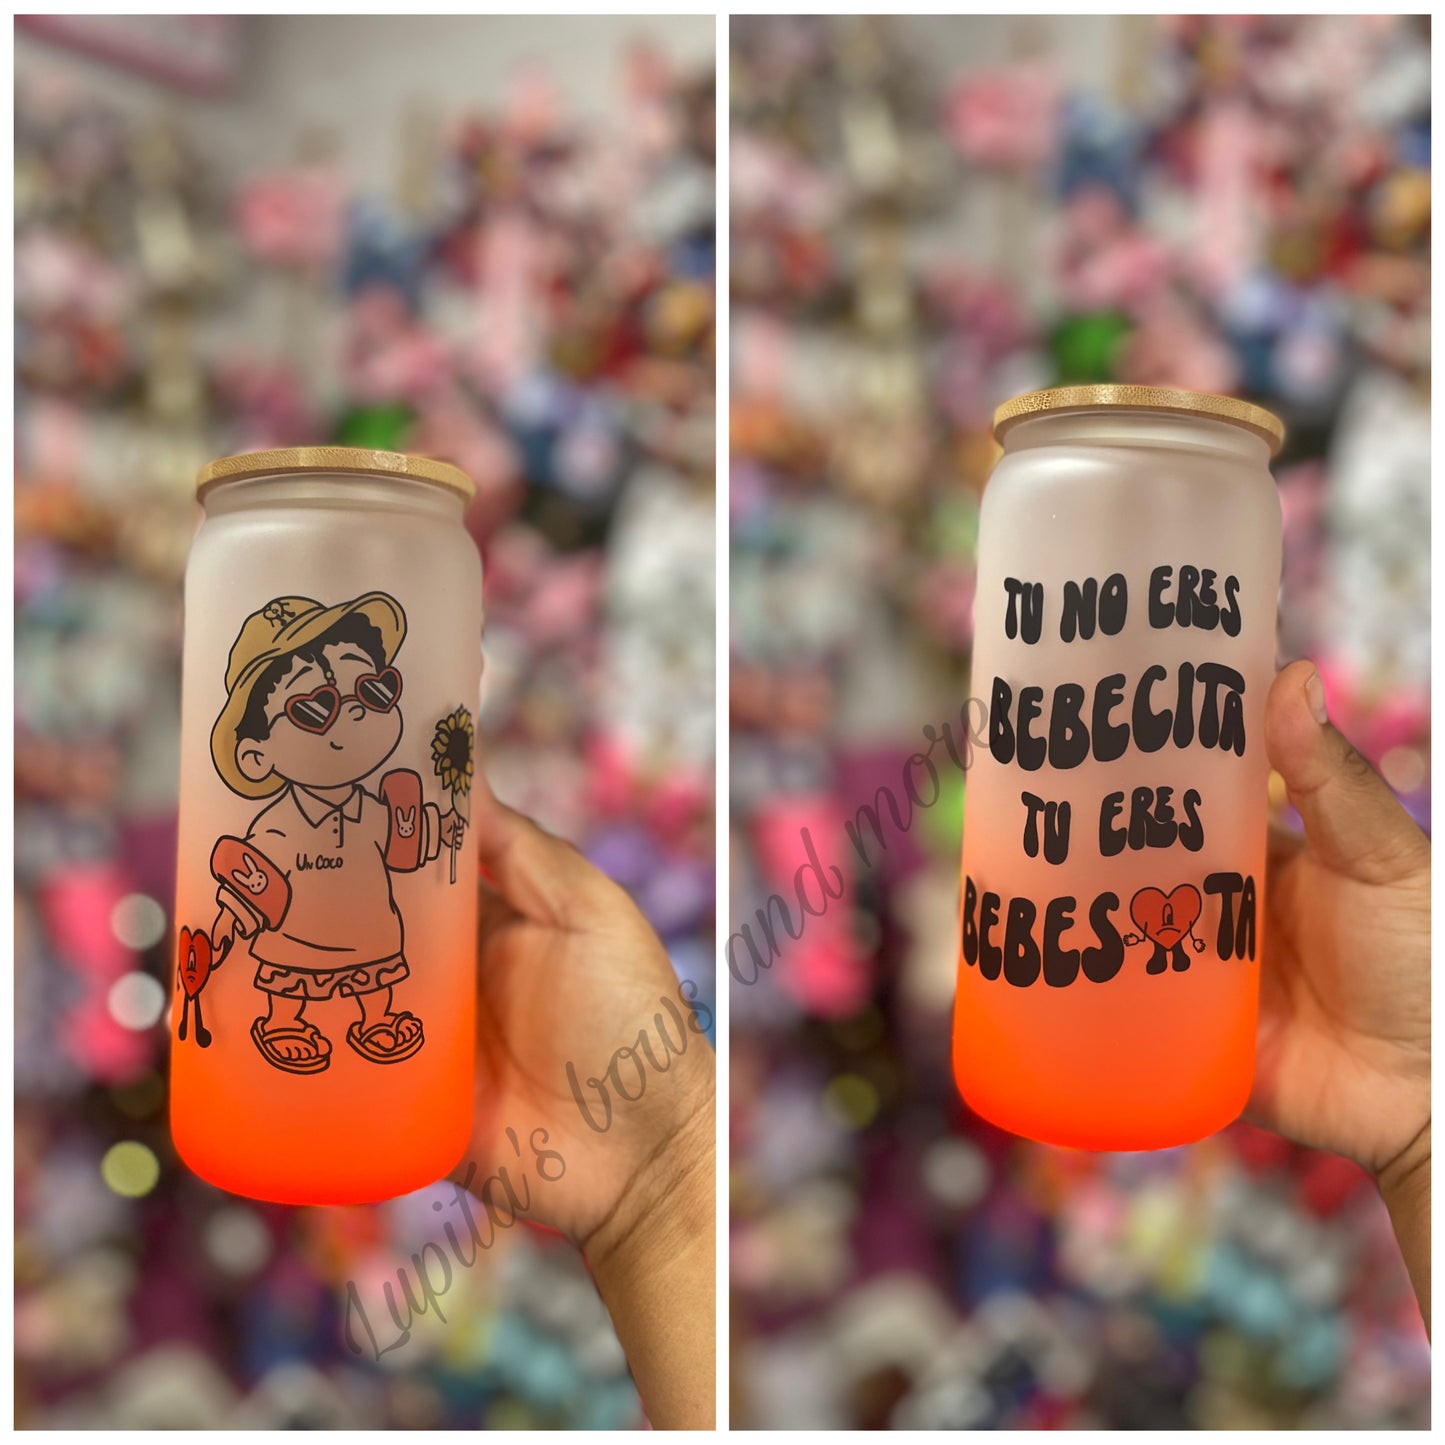 Un coco
TU NO ERES
BEBECITA
TU ERES
BEBES TA
Lupita's bows and more